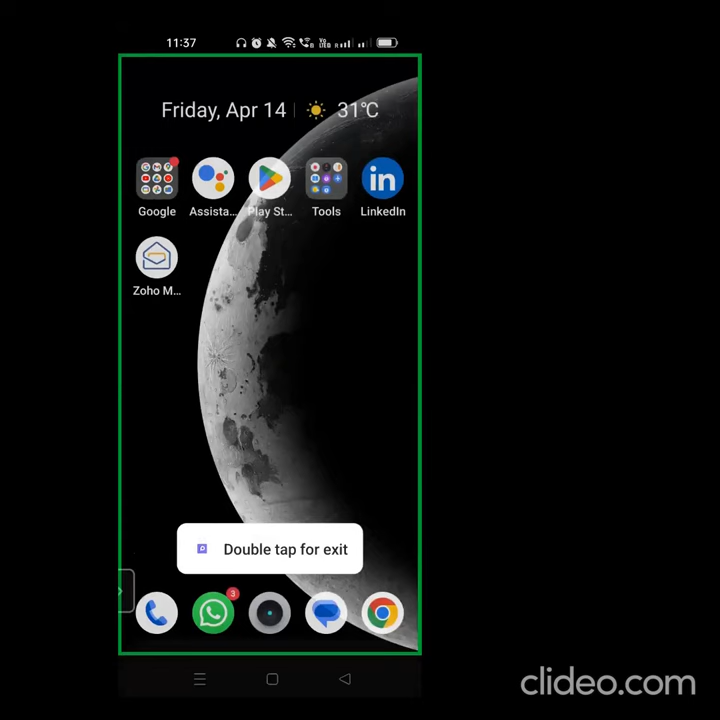 11:37
Friday, Apr 14 31°C
Google Assista... Play St... Tools LinkedIn
Zoho M...
Double tap for exit
3
clideo.com